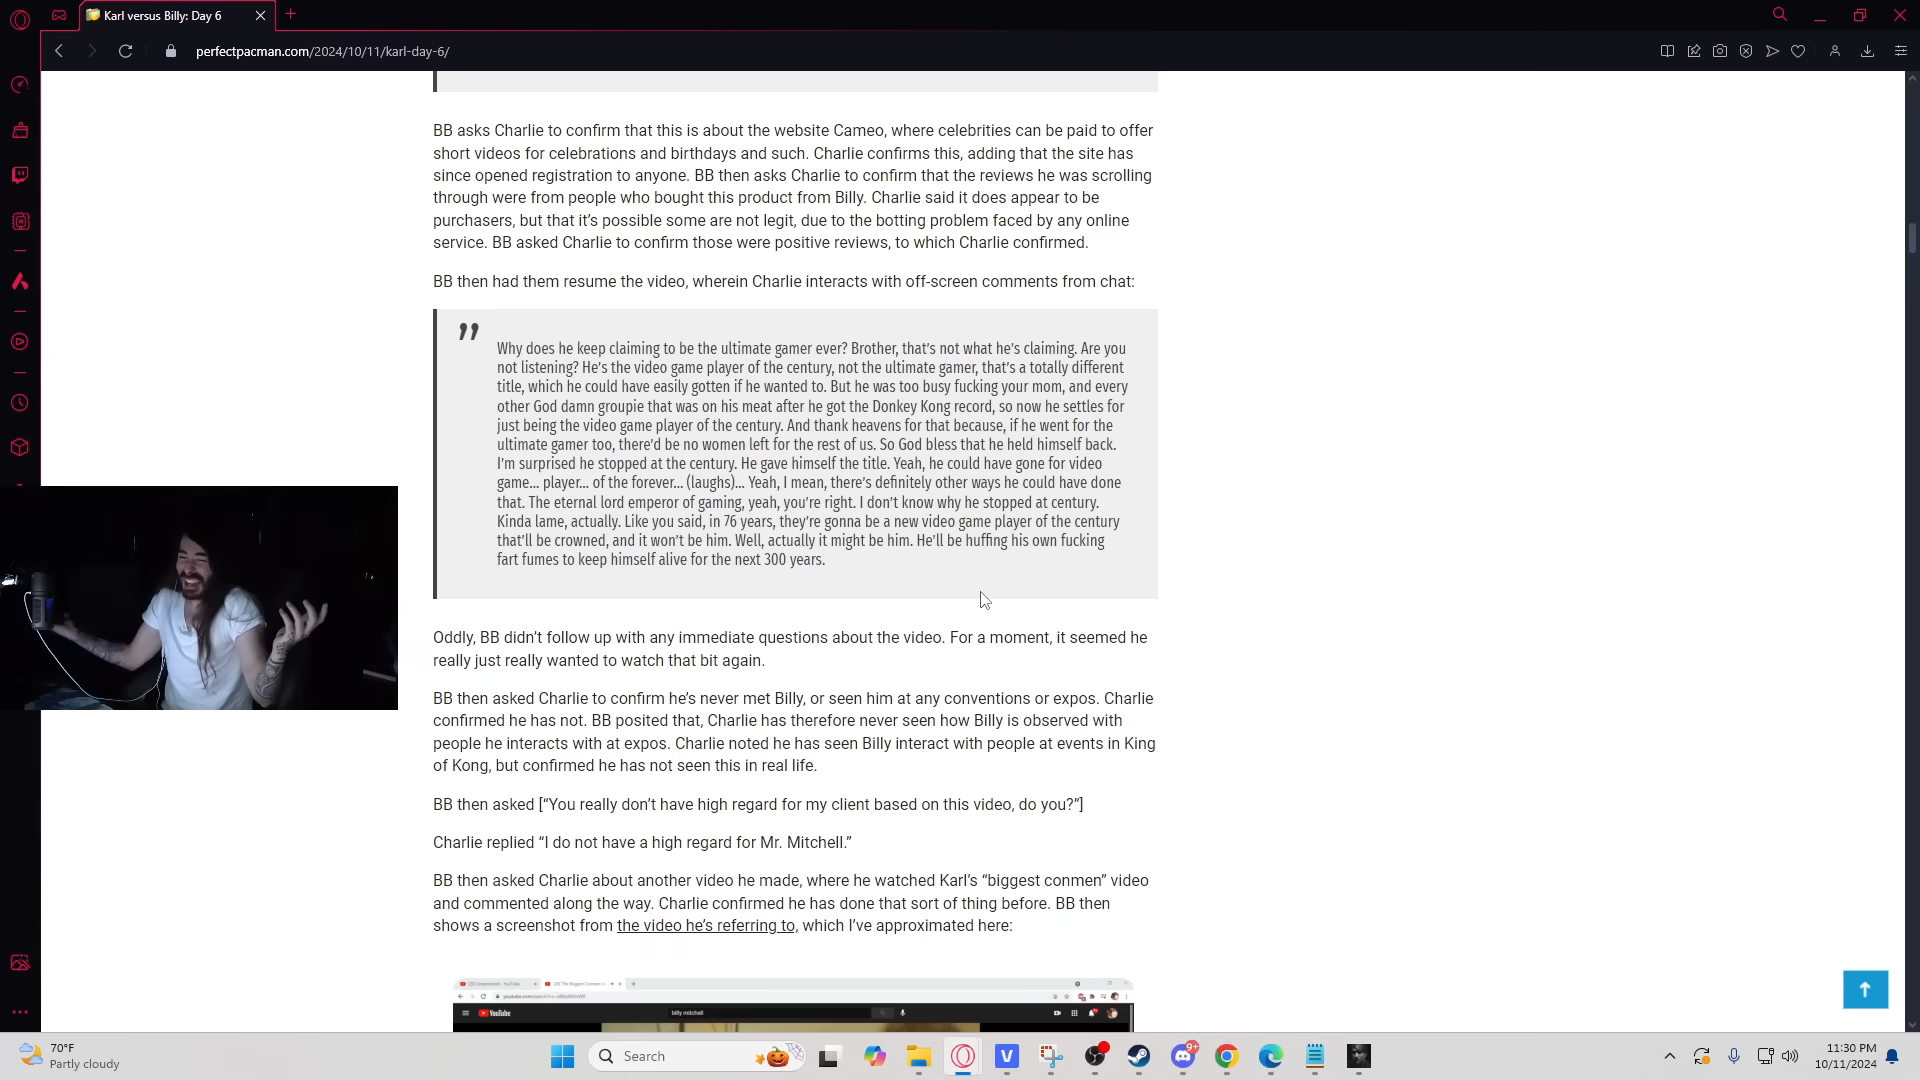 Karl versus Billy: Day 6
perfectpacman.com/2024/10/11/karl-day-6/
BB asks Charlie to confirm that this is about the website Cameo, where celebrities can be paid to offer
short videos for celebrations and birthdays and such. Charlie confirms this, adding that the site has
since opened registration to anyone. BB then asks Charlie to confirm that the reviews he was scrolling
through were from people who bought this product from Billy. Charlie said it does appear to be
purchasers, but that it’s possible some are not legit, due to the botting problem faced by any online
service. BB asked Charlie to confirm those were positive reviews, to which Charlie confirmed.
BB then had them resume the video, wherein Charlie interacts with off-screen comments from chat:
”
Why does he keep claiming to be the ultimate gamer ever? Brother, that’s not what he’s claiming. Are you
not listening? He’s the video game player of the century, not the ultimate gamer, that’s a totally different
title, which he could have easily gotten if he wanted to. But he was too busy fucking your mom, and every
other God damn groupie that was on his meat after he got the Donkey Kong record, so now he settles for
just being the video game player of the century. And thank heavens for that because, if he went for the
ultimate gamer too, there’d be no women left for the rest of us. So God bless that he held himself back.
I’m surprised he stopped at the century. He gave himself the title. Yeah, he could have gone for video
game… player… of the forever… (laughs)… Yeah, I mean, there’s definitely other ways he could have done
that. The eternal lord emperor of gaming, yeah, you’re right. I don’t know why he stopped at century.
Kinda lame, actually. Like you said, in 76 years, they’re gonna be a new video game player of the century
that’ll be crowned, and it won’t be him. Well, actually it might be him. He’ll be huffing his own fucking
fart fumes to keep himself alive for the next 300 years.
Oddly, BB didn’t follow up with any immediate questions about the video. For a moment, it seemed he
really just really wanted to watch that bit again.
BB then asked Charlie to confirm he’s never met Billy, or seen him at any conventions or expos. Charlie
confirmed he has not. BB posited that, Charlie has therefore never seen how Billy is observed with
people he interacts with at expos. Charlie noted he has seen Billy interact with people at events in King
of Kong, but confirmed he has not seen this in real life.
BB then asked [“You really don’t have high regard for my client based on this video, do you?”]
Charlie replied “I do not have a high regard for Mr. Mitchell.”
BB then asked Charlie about another video he made, where he watched Karl’s “biggest conmen” video
and commented along the way. Charlie confirmed he has done that sort of thing before. BB then
shows a screenshot from the video he’s referring to, which I’ve approximated here:
YouTube
billy mitchell
70°F
Partly cloudy
Search
V
9+
11:30 PM
10/11/2024